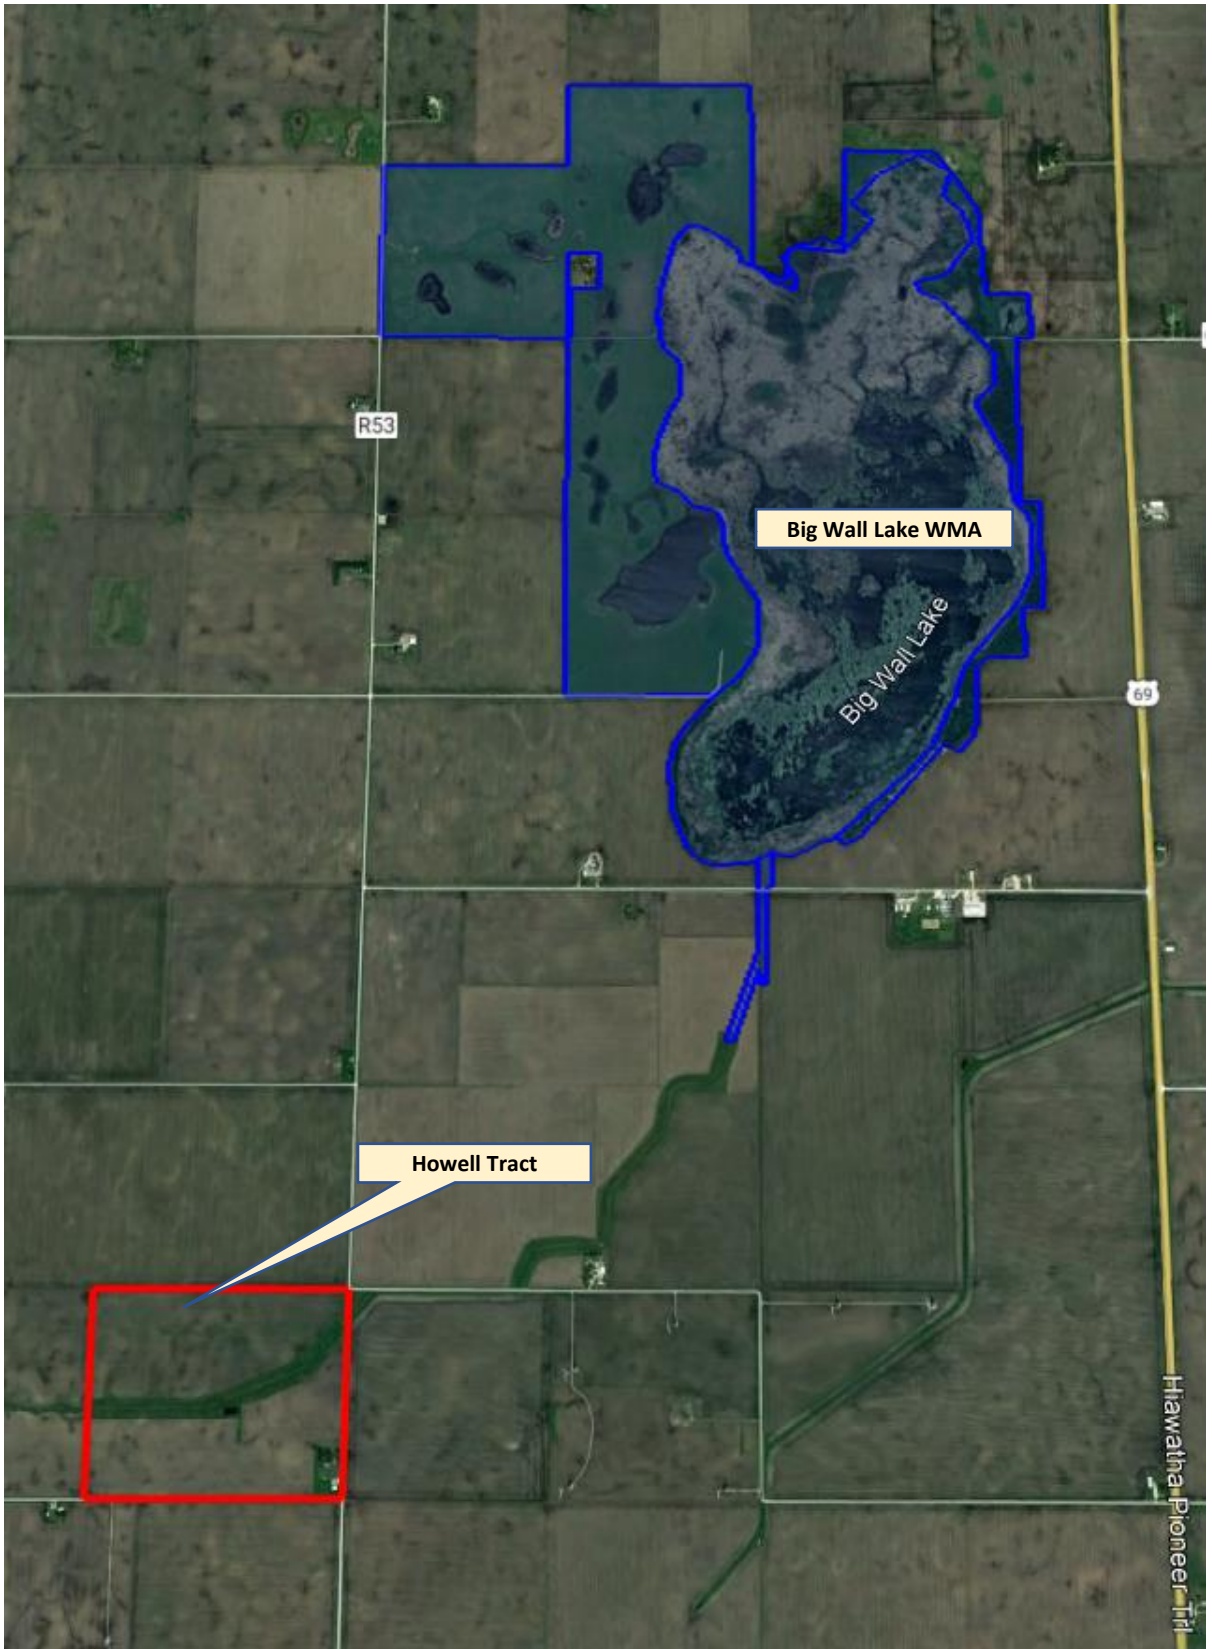 R53
Big Wall Lake WMA
Big Wall Lake
69
Howell Tract
Hiawatha Pioneer Trl